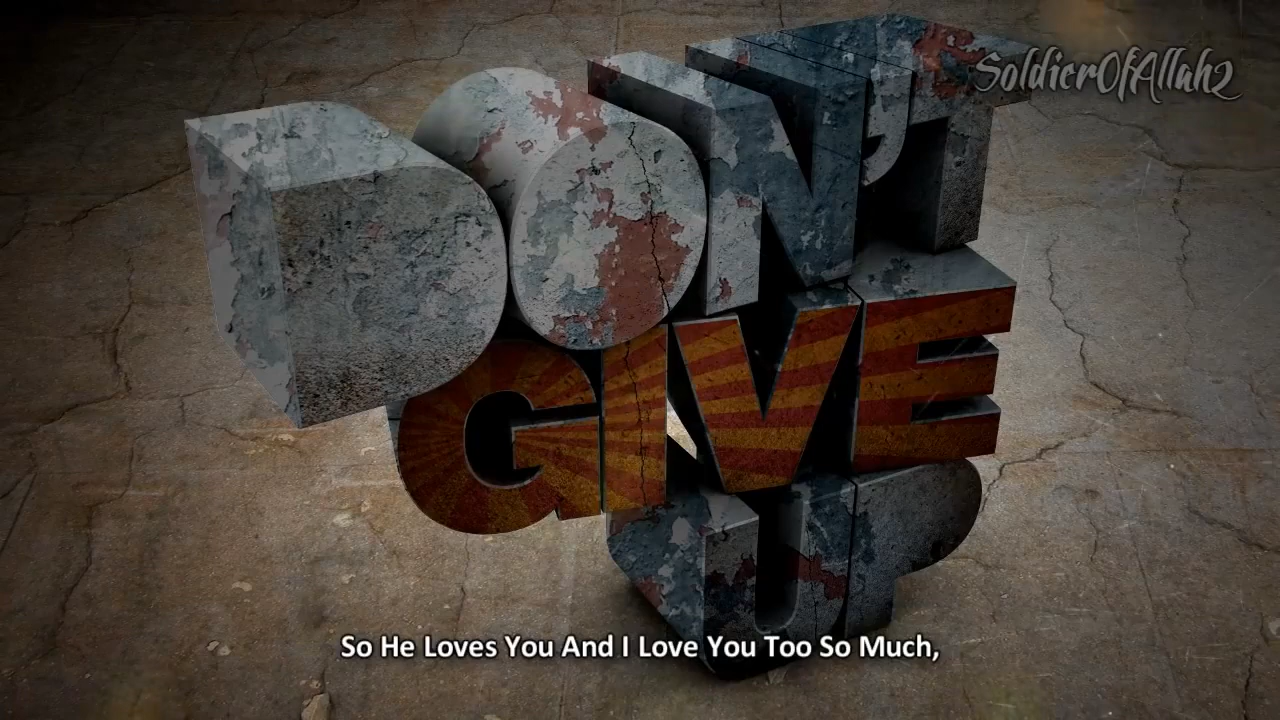 SoldierOfAllah2
DON'T
GIVE
UP
So He Loves You And I Love You Too So Much,